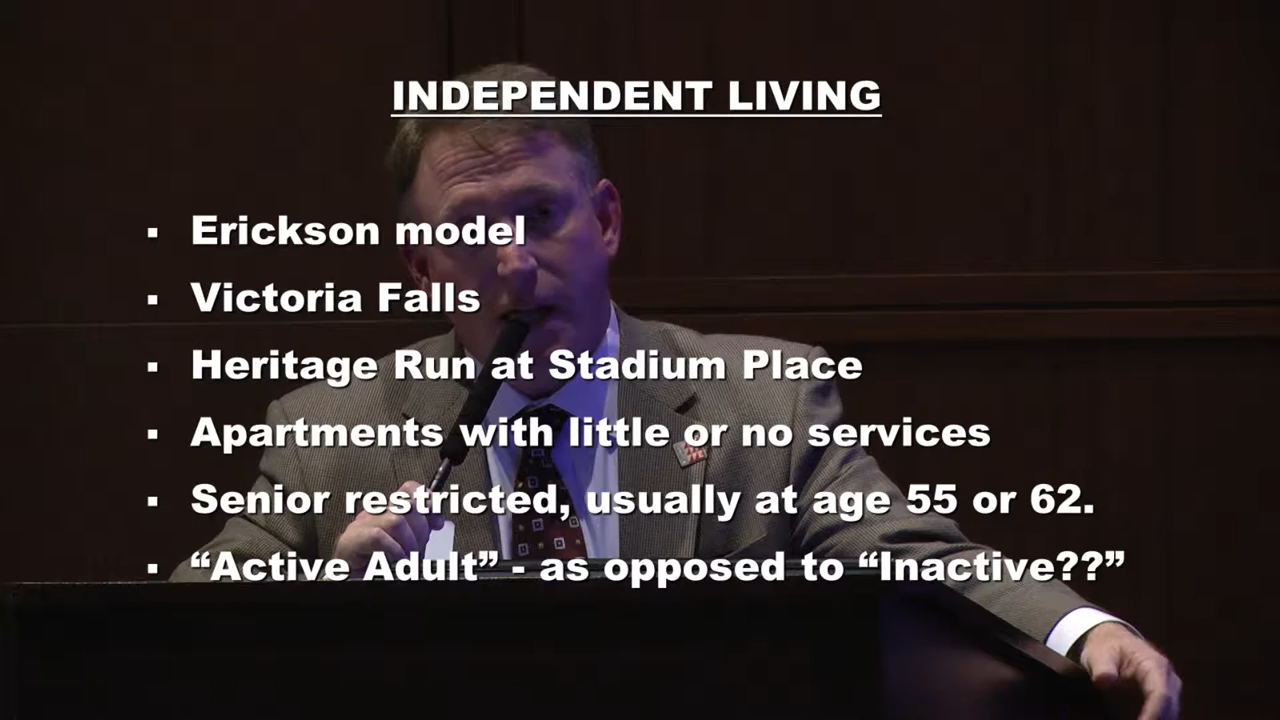 INDEPENDENT LIVING
▪ Erickson model
▪ Victoria Falls
▪ Heritage Run at Stadium Place
▪ Apartments with little or no services
▪ Senior restricted, usually at age 55 or 62.
▪ “Active Adult” - as opposed to “Inactive??”